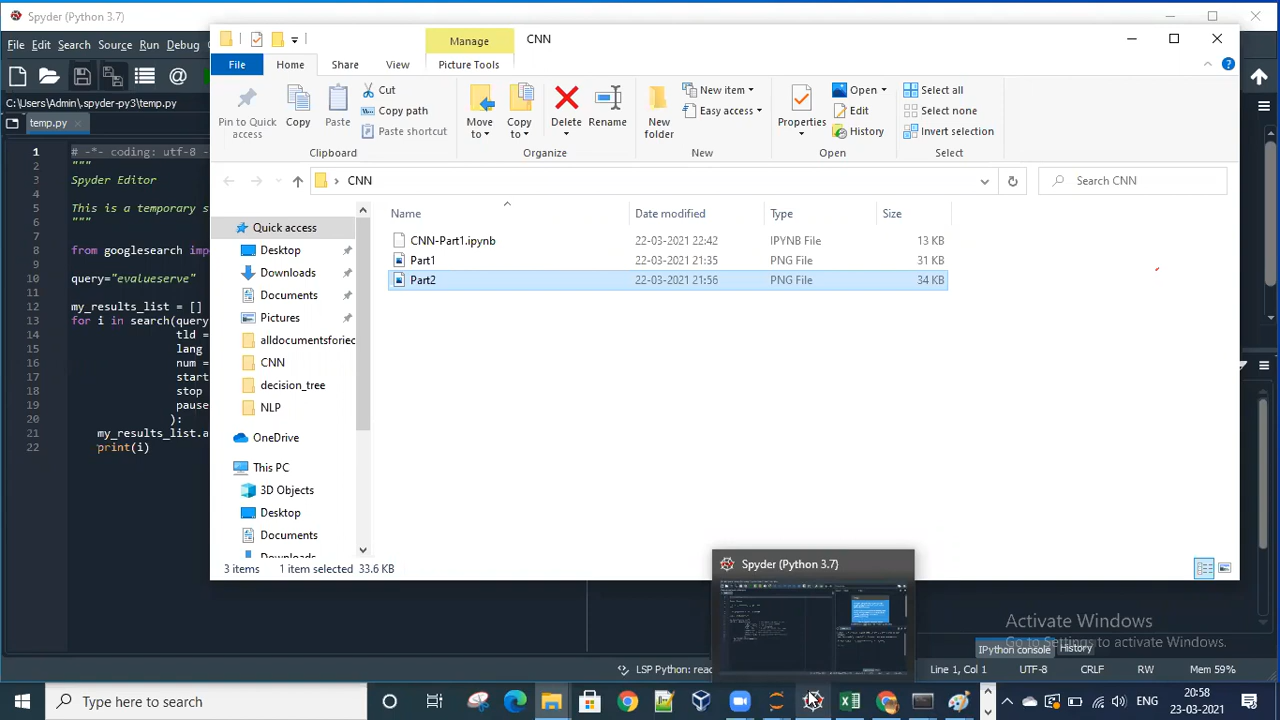 Spyder (Python 3.7)
File Edit Search Source Run Debug
C:\Users\Admin\.spyder-py3\temp.py
temp.py
1 # -*- coding: utf-8 -
2 """
3 Spyder Editor
4
5 This is a temporary s
6 """
7
8 from googlesearch impo
9
10 query="evalueserve"
11
12 my_results_list = []
13 for i in search(query
14 tld =
15 lang
16 num =
17 start
18 stop
19 pause
20 ):
21 my_results_list.a
22 print(i)
Manage
CNN
File Home Share View Picture Tools
Pin to Quick access
Copy
Paste
Cut
Copy path
Paste shortcut
Clipboard
Move to
Copy to
Delete
Rename
Organize
New folder
New item
Easy access
New
Properties
Open
Edit
History
Open
Select all
Select none
Invert selection
Select
CNN
Search CNN
Quick access
Desktop
Downloads
Documents
Pictures
alldocumentsforiec
CNN
decision_tree
NLP
OneDrive
This PC
3D Objects
Desktop
Documents
Downloads
Name Date modified Type Size
CNN-Part1.ipynb 22-03-2021 22:42 IPYNB File 13 KB
Part1 22-03-2021 21:35 PNG File 31 KB
Part2 22-03-2021 21:56 PNG File 34 KB
3 items 1 item selected 33.6 KB
Spyder (Python 3.7)
Activate Windows
Go to Settings to activate Windows.
IPython console History
LSP Python: read Line 1, Col 1 UTF-8 CRLF RW Mem 59%
Type here to search
ENG
20:58
23-03-2021